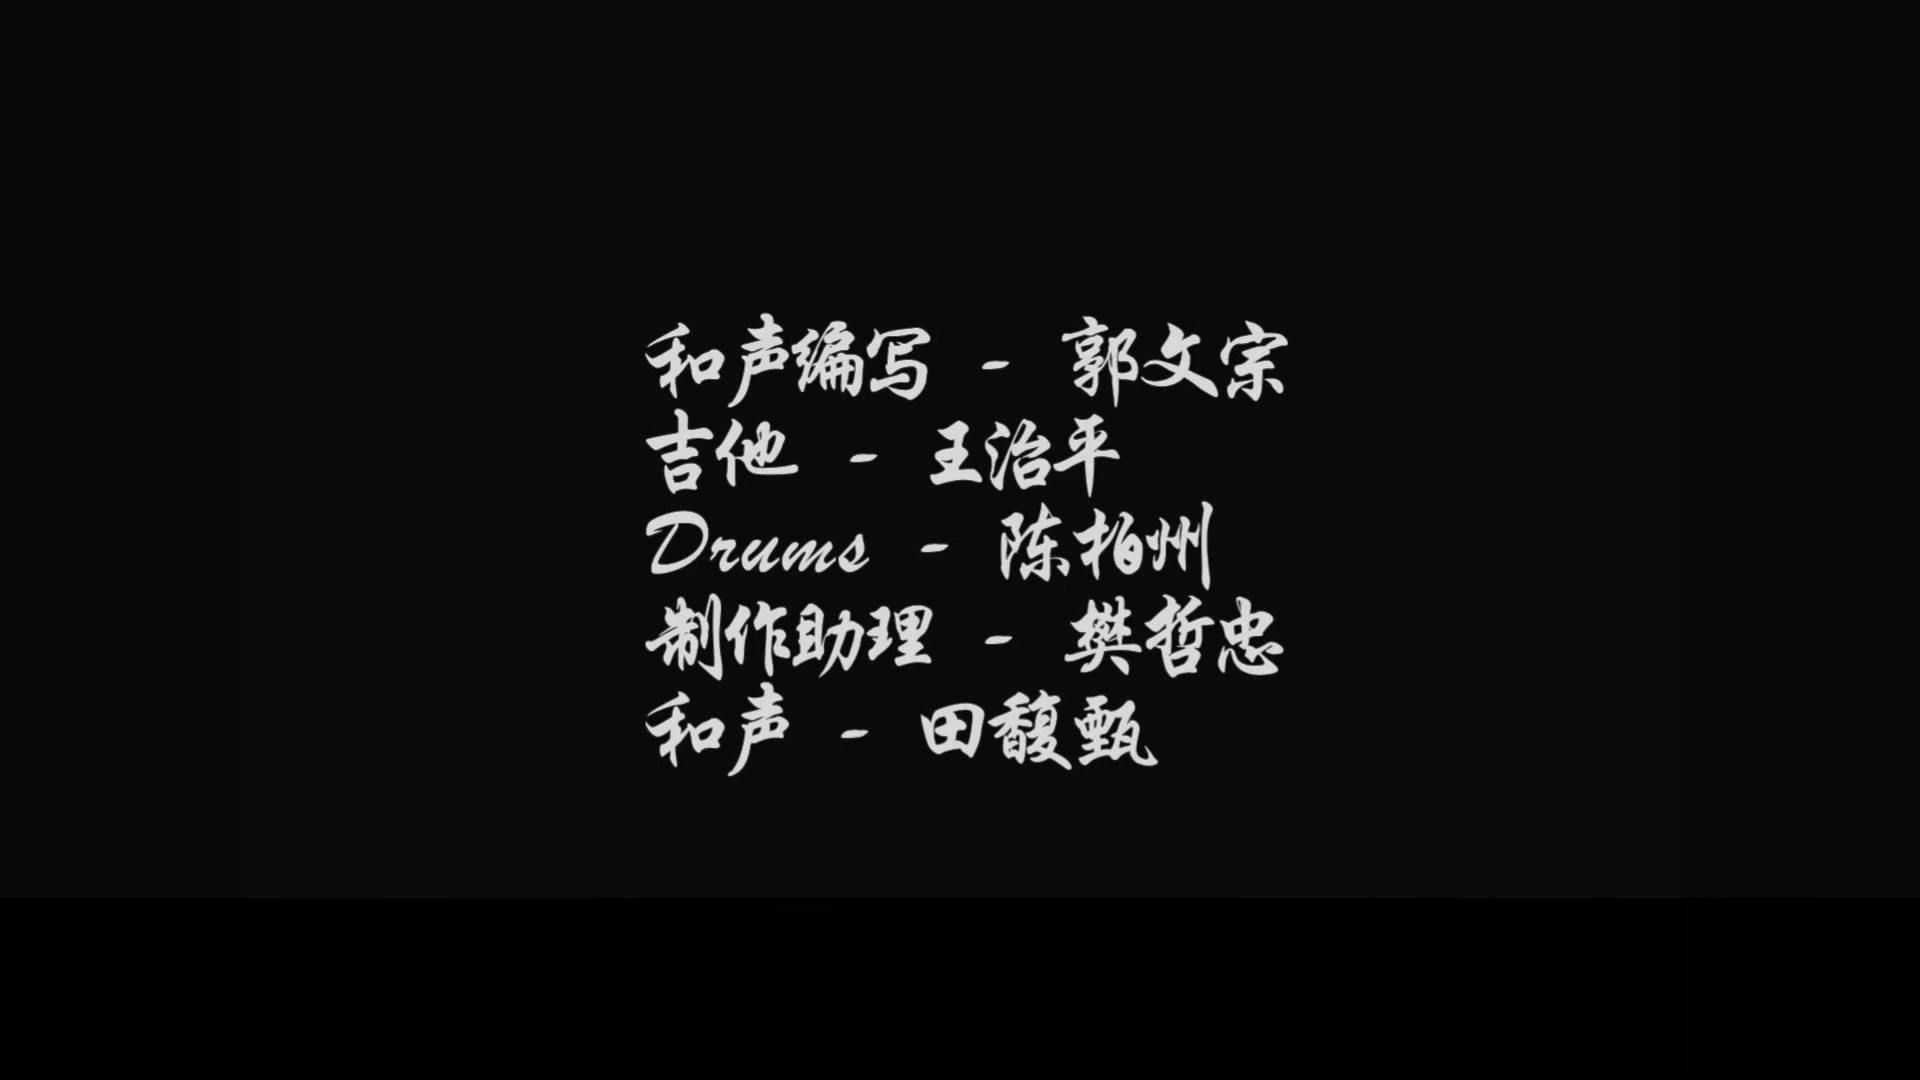 和声编写 - 郭文宗
吉他 - 王治平
Drums - 陈柏州
制作助理 - 樊哲忠
和声 - 田馥甄